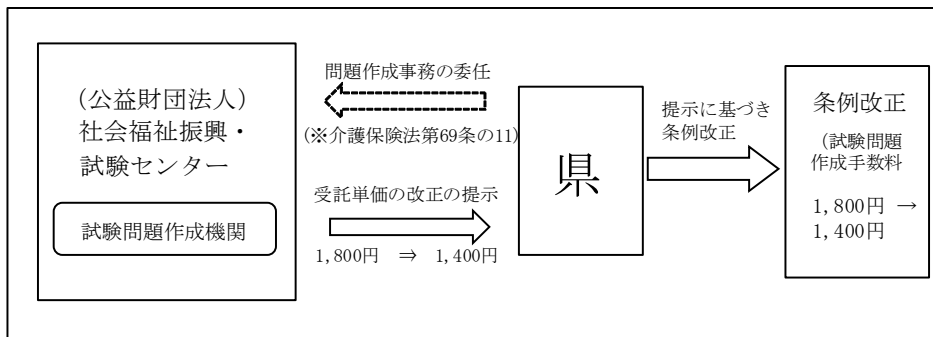 (公益財団法人)
社会福祉振興・
試験センター
試験問題作成機関
問題作成事務の委任
(※介護保険法第69条の11)
受託単価の改正の提示
1,800円 ⇒ 1,400円
県
提示に基づき
条例改正
条例改正
(試験問題
作成手数料
1,800円 →
1,400円